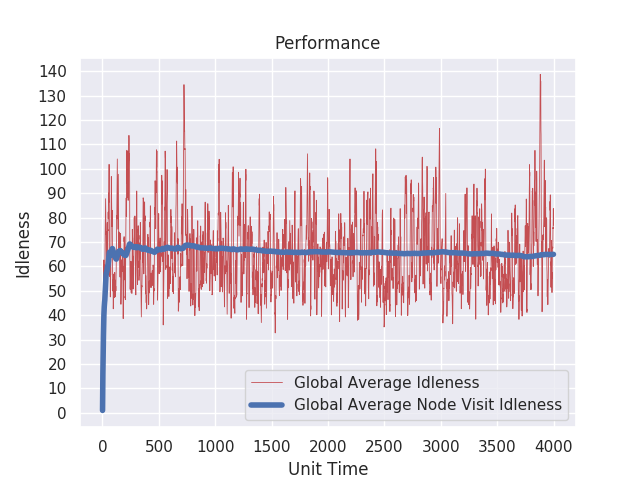 Performance
140
130
120
110
100
90
80
70
60
50
40
30
20
10
0
Idleness
Global Average Idleness
Global Average Node Visit Idleness
0 500 1000 1500 2000 2500 3000 3500 4000
Unit Time